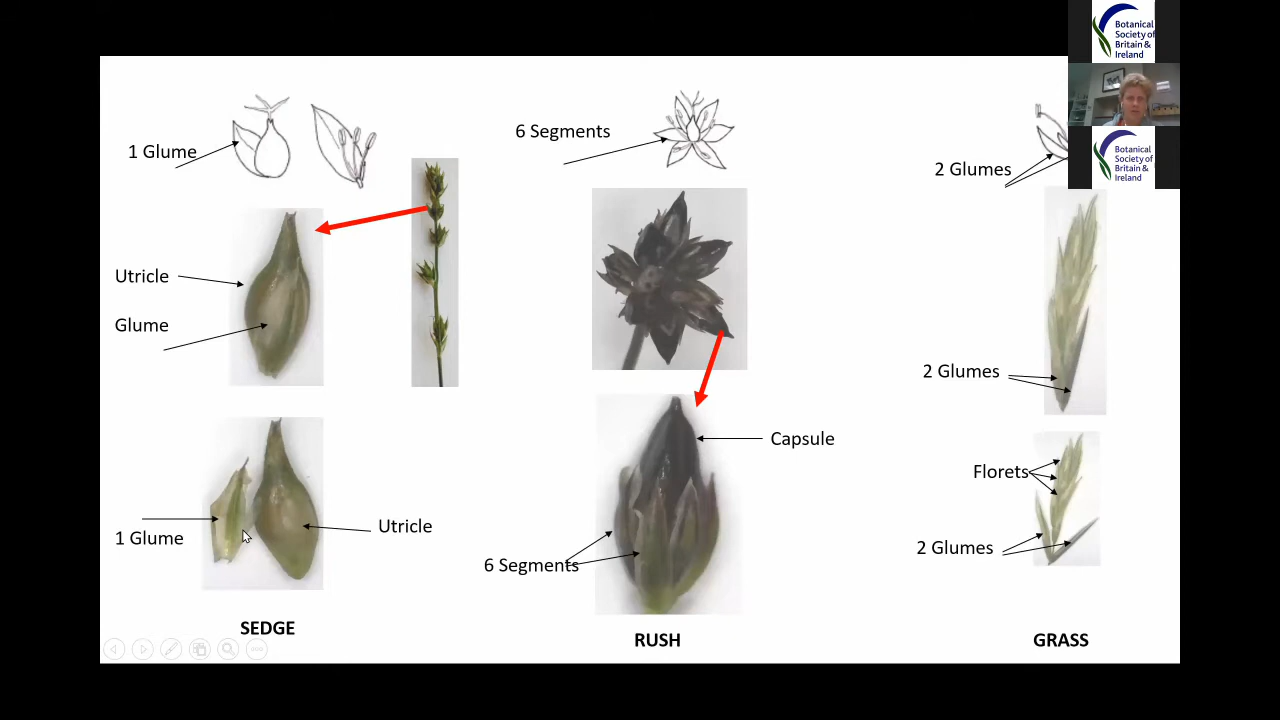 Botanical
Society of
Britain &
Ireland
Botanical
Society of
Britain &
Ireland
1 Glume
Utricle
Glume
1 Glume
Utricle
SEDGE
6 Segments
Capsule
6 Segments
RUSH
2 Glumes
2 Glumes
Florets
2 Glumes
GRASS